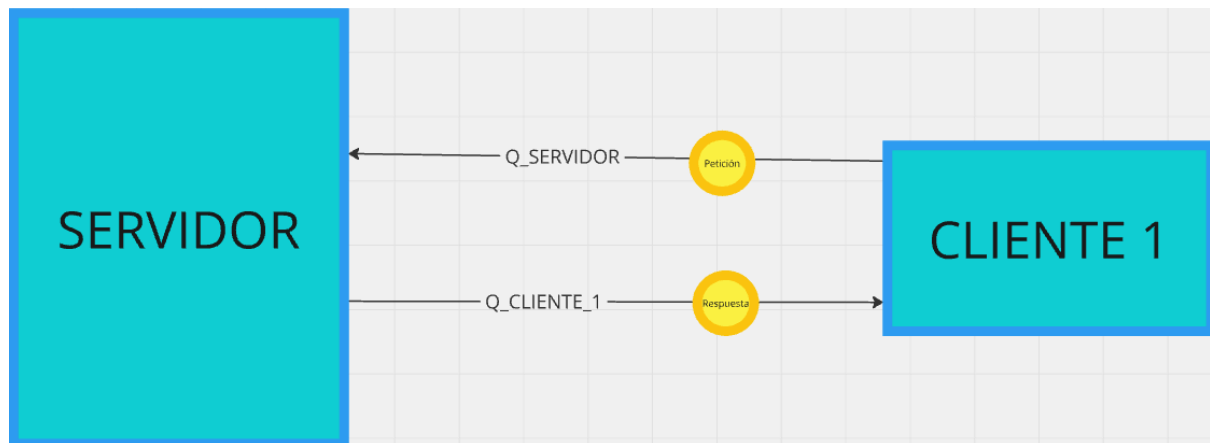 Q_SERVIDOR
Petición
SERVIDOR
CLIENTE 1
Q_CLIENTE_1
Respuesta